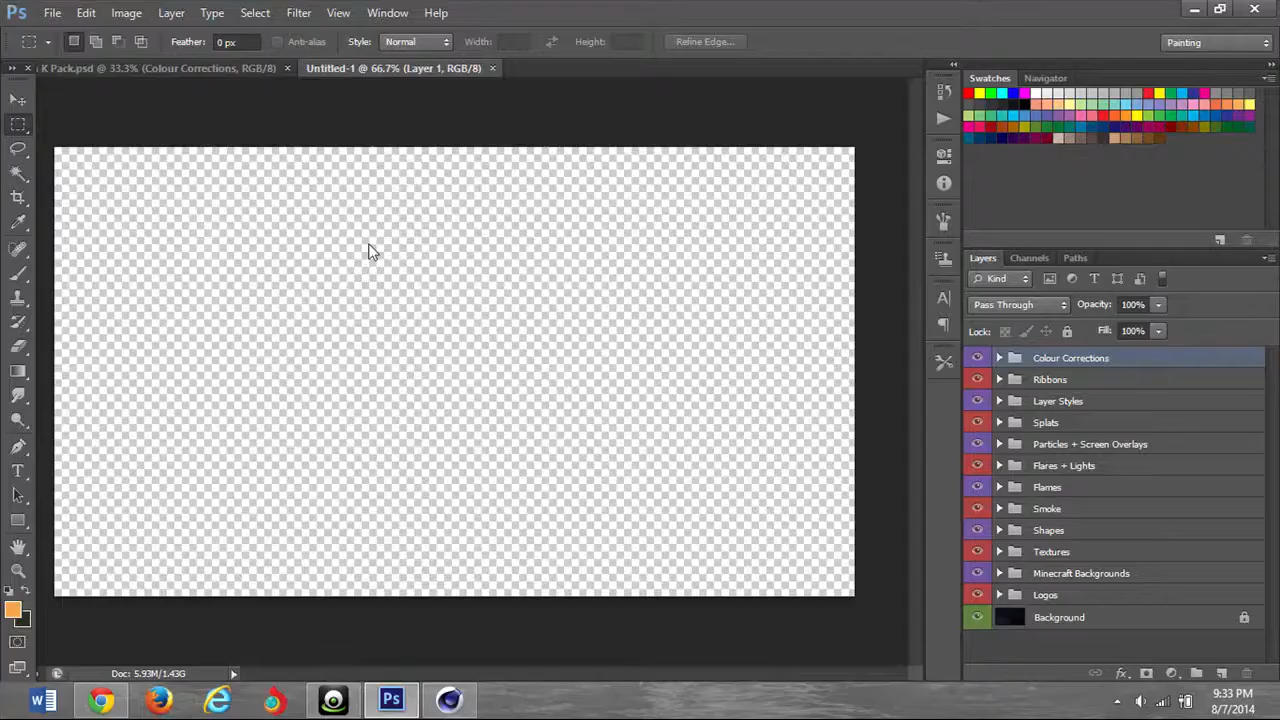 Ps File Edit Image Layer Type Select Filter View Window Help
Feather: 0 px Anti-alias Style: Normal Width: Height: Refine Edge... Painting
K Pack.psd @ 33.3% (Colour Corrections, RGB/8) × Untitled-1 @ 66.7% (Layer 1, RGB/8) ×
Swatches Navigator
Layers Channels Paths
Kind
Pass Through Opacity: 100%
Lock: Fill: 100%
Colour Corrections
Ribbons
Layer Styles
Splats
Particles + Screen Overlays
Flares + Lights
Flames
Smoke
Shapes
Textures
Minecraft Backgrounds
Logos
Background
Doc: 5.93M/1.43G
Ps
9:33 PM
8/7/2014